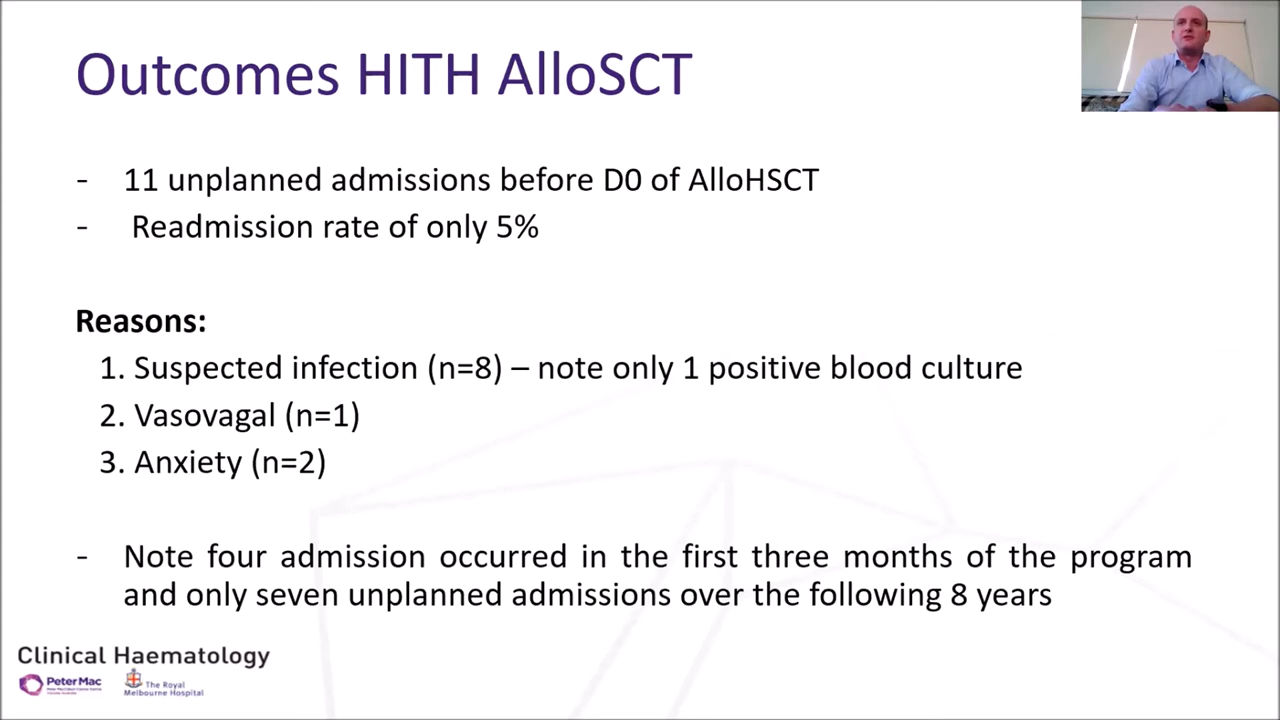 Outcomes HITH AlloSCT
- 11 unplanned admissions before D0 of AlloHSCT
- Readmission rate of only 5%
Reasons:
1. Suspected infection (n=8) – note only 1 positive blood culture
2. Vasovagal (n=1)
3. Anxiety (n=2)
- Note four admission occurred in the first three months of the program
and only seven unplanned admissions over the following 8 years
Clinical Haematology
Peter Mac
The Royal
Melbourne Hospital